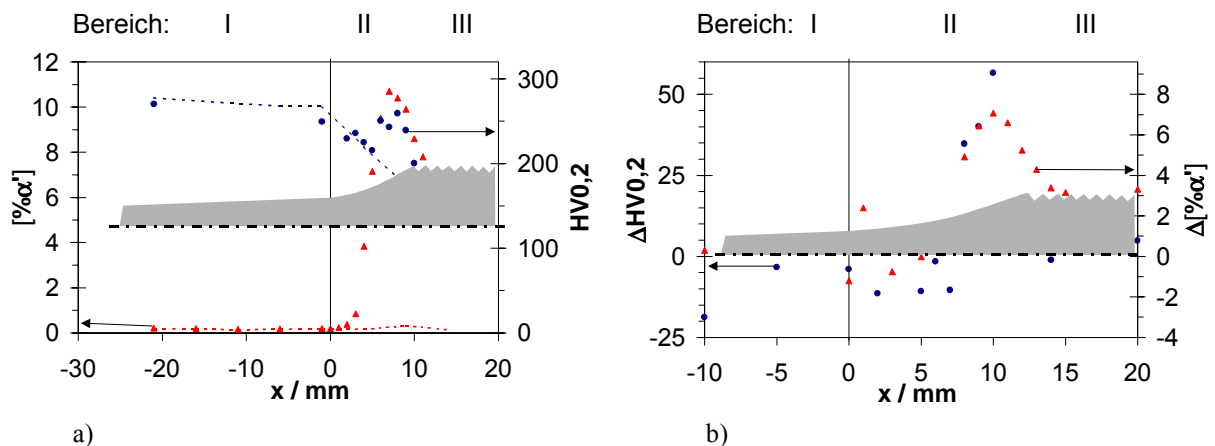 Bereich: I II III
12
10
8
6
4
2
0
[%α']
300
200
100
0
HV0,2
-30 -20 -10 0 10 20
x / mm
a)
Bereich: I II III
50
25
0
-25
ΔHV0,2
8
6
4
2
0
-2
-4
Δ[%α']
-10 -5 0 5 10 15 20
x / mm
b)